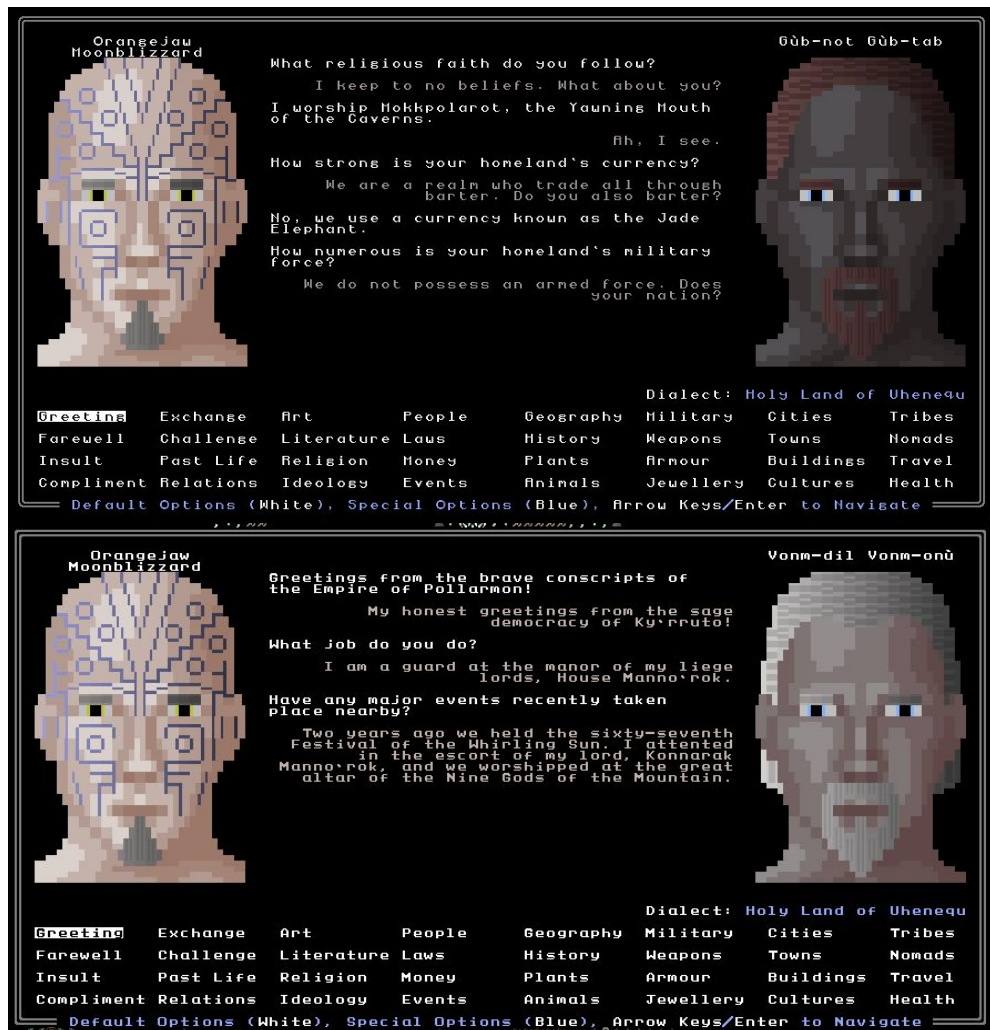 Orangejaw
Moonblizzard
Gùb-not Gùb-tab
What religious faith do you follow?
I keep to no beliefs. What about you?
I worship Mokkpolarot, the Yawning Mouth
of the Caverns.
Ah, I see.
How strong is your homeland's currency?
We are a realm who trade all through
barter. Do you also barter?
No, we use a currency known as the Jade
Elephant.
How numerous is your homeland's military
force?
We do not possess an armed force. Does
your nation?
Dialect: Holy Land of Uhenequ
Greeting Exchange Art People Geography Military Cities Tribes
Farewell Challenge Literature Laws History Weapons Towns Nomads
Insult Past Life Religion Money Plants Armour Buildings Travel
Compliment Relations Ideology Events Animals Jewellery Cultures Health
Default Options (White), Special Options (Blue), Arrow Keys/Enter to Navigate
Orangejaw
Moonblizzard
Vonm-dil Vonm-onù
Greetings from the brave conscripts of
the Empire of Pollarmon!
My honest greetings from the sage
democracy of Ky'rruto!
What job do you do?
I am a guard at the manor of my liege
lords, House Manno'rok.
Have any major events recently taken
place nearby?
Two years ago we held the sixty-seventh
Festival of the Whirling Sun. I attented
in the escort of my lord, Konnarak
Manno'rok, and we worshipped at the great
altar of the Nine Gods of the Mountain.
Dialect: Holy Land of Uhenequ
Greeting Exchange Art People Geography Military Cities Tribes
Farewell Challenge Literature Laws History Weapons Towns Nomads
Insult Past Life Religion Money Plants Armour Buildings Travel
Compliment Relations Ideology Events Animals Jewellery Cultures Health
Default Options (White), Special Options (Blue), Arrow Keys/Enter to Navigate